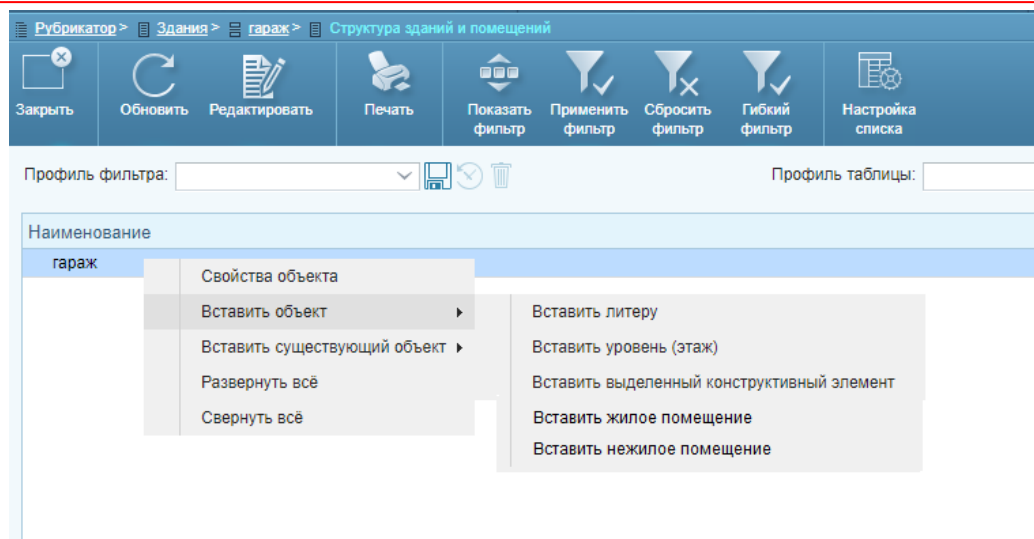 Рубрикатор > Здания > гараж > Структура зданий и помещений
Закрыть
Обновить
Редактировать
Печать
Показать
фильтр
Применить
фильтр
Сбросить
фильтр
Гибкий
фильтр
Настройка
списка
Профиль фильтра:
Профиль таблицы:
Наименование
гараж
Свойства объекта
Вставить объект
Вставить существующий объект
Развернуть всё
Свернуть всё
Вставить литеру
Вставить уровень (этаж)
Вставить выделенный конструктивный элемент
Вставить жилое помещение
Вставить нежилое помещение